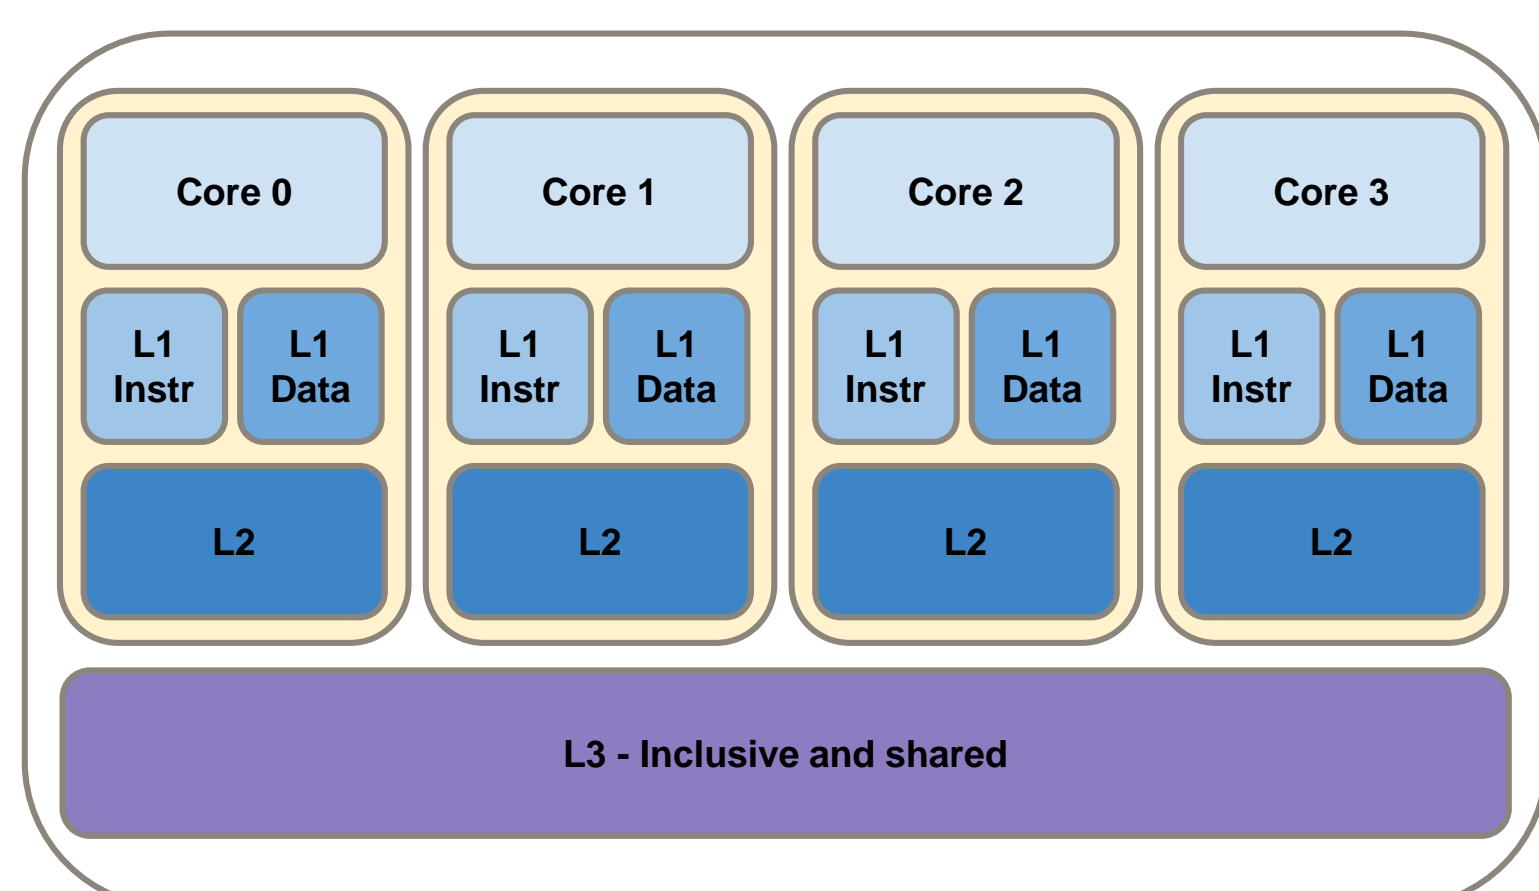 Core 0
Core 1
Core 2
Core 3
L1
Instr
L1
Data
L1
Instr
L1
Data
L1
Instr
L1
Data
L1
Instr
L1
Data
L2
L2
L2
L2
L3 - Inclusive and shared